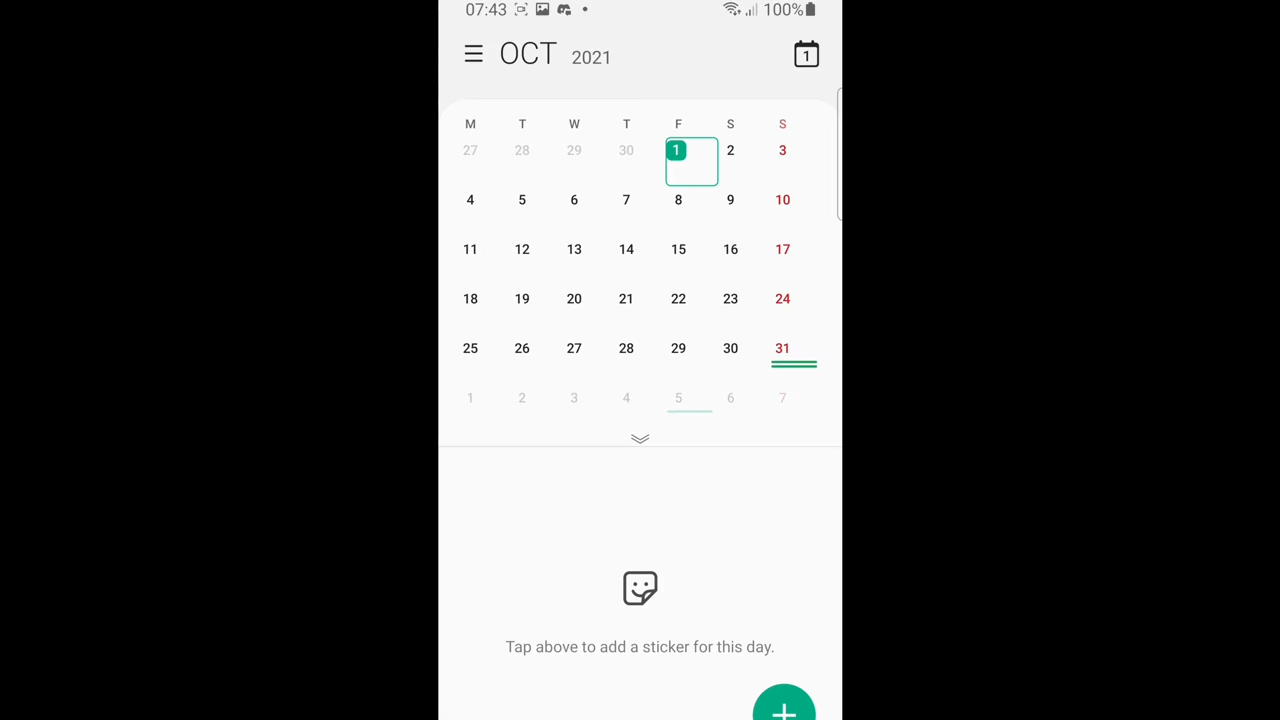 07:43 100%
OCT 2021 1
M T W T F S S
27 28 29 30 1 2 3
4 5 6 7 8 9 10
11 12 13 14 15 16 17
18 19 20 21 22 23 24
25 26 27 28 29 30 31
1 2 3 4 5 6 7
Tap above to add a sticker for this day.